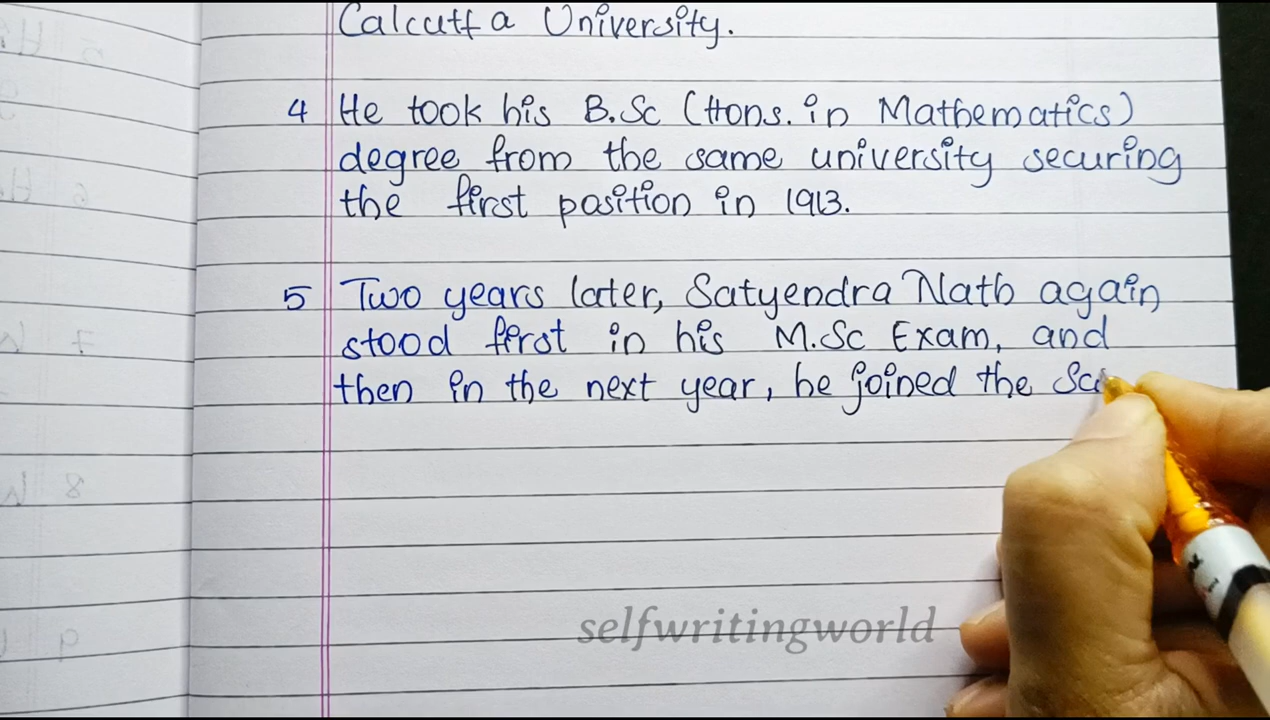 Calcutta University.
4 He took his B.Sc (Hons. in Mathematics)
degree from the same university securing
the first position in 1913.
5 Two years later, Satyendra Nath again
stood first in his M.Sc Exam, and
then in the next year, he joined the
selfwritingworld